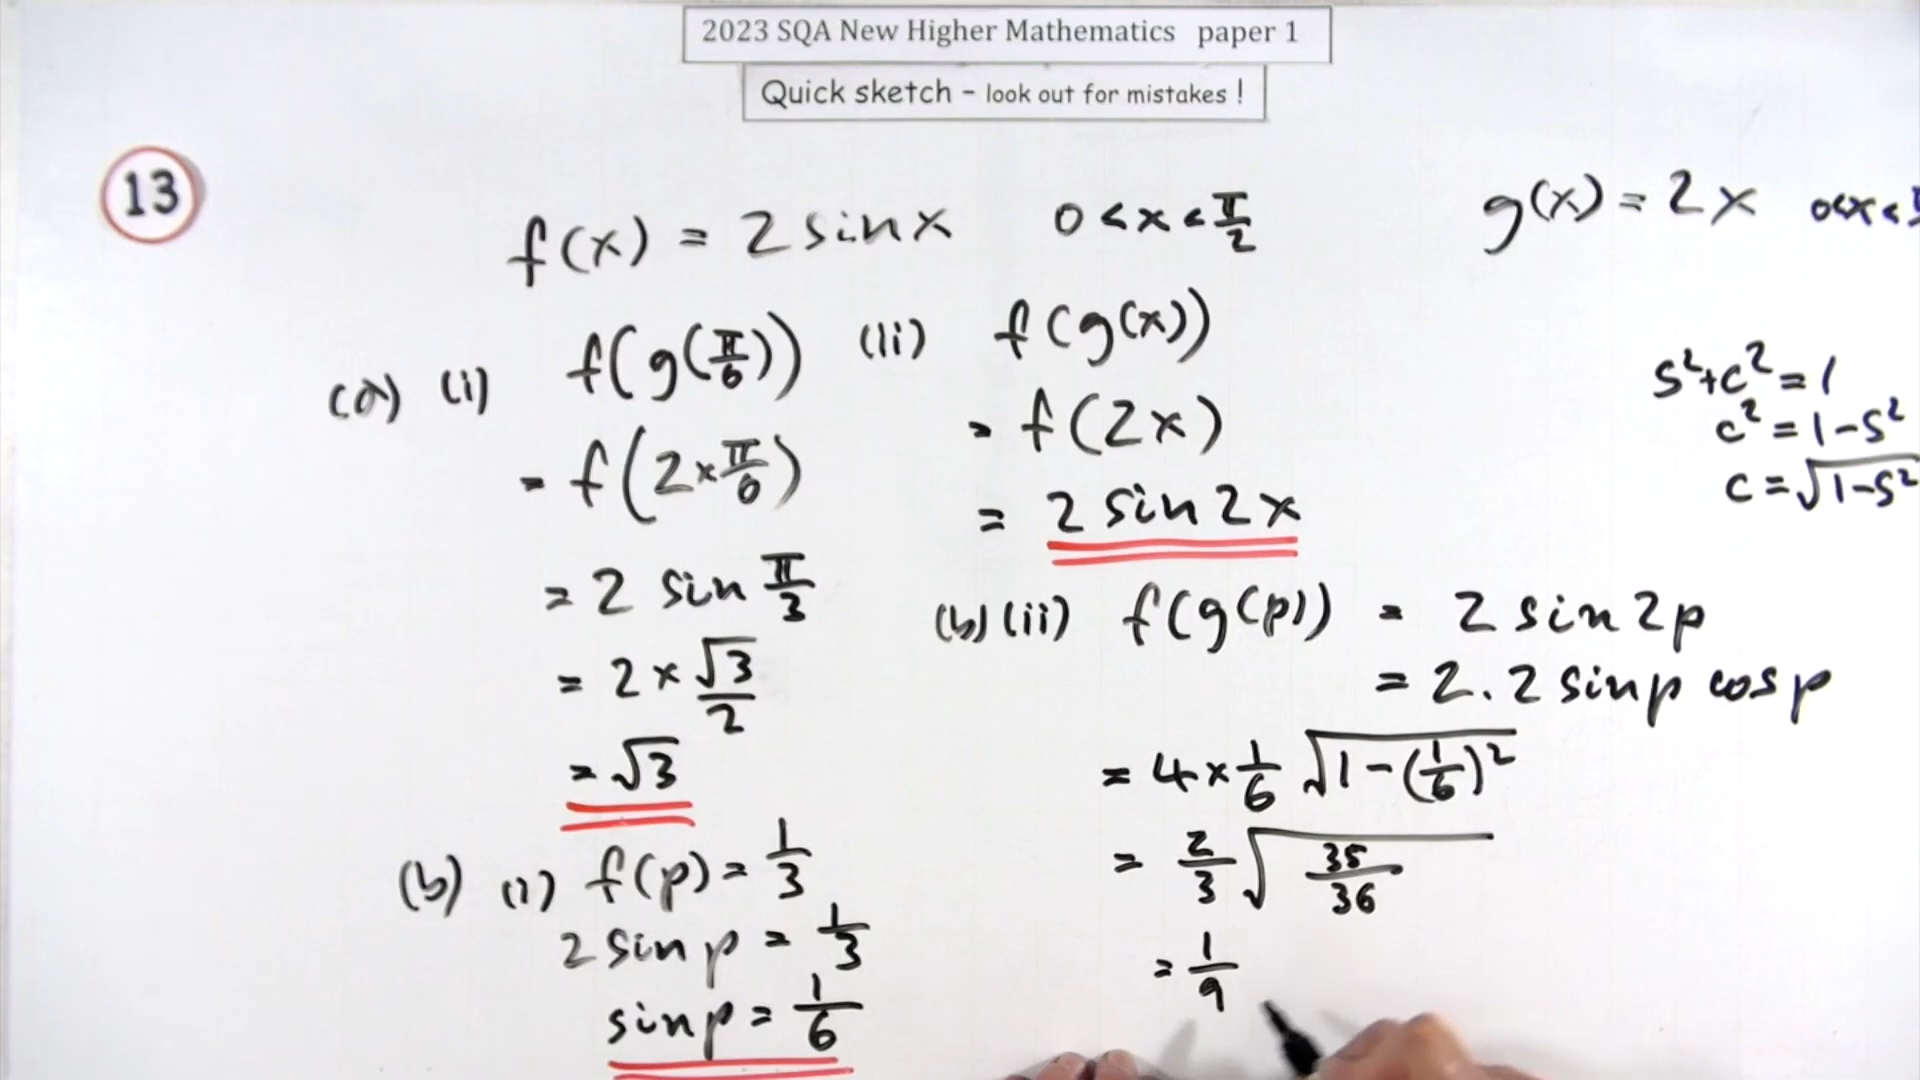 2023 SQA New Higher Mathematics paper 1
Quick sketch - look out for mistakes !
13
f(x) = 2 sin x 0 < x < π/2 g(x) = 2x 0<x<
(a) (i) f(g(π/6))
= f(2×π/6)
= 2 sin π/3
= 2 × √3/2
= √3
(ii) f(g(x))
= f(2x)
= 2 sin 2x
s²+c² = 1
c² = 1-s²
c = √1-s²
(b) (i) f(p) = 1/3
2 sin p = 1/3
sin p = 1/6
(b) (ii) f(g(p)) = 2 sin 2p
= 2.2 sin p cos p
= 4 × 1/6 √1-(1/6)²
= 2/3 √35/36
= 1/9